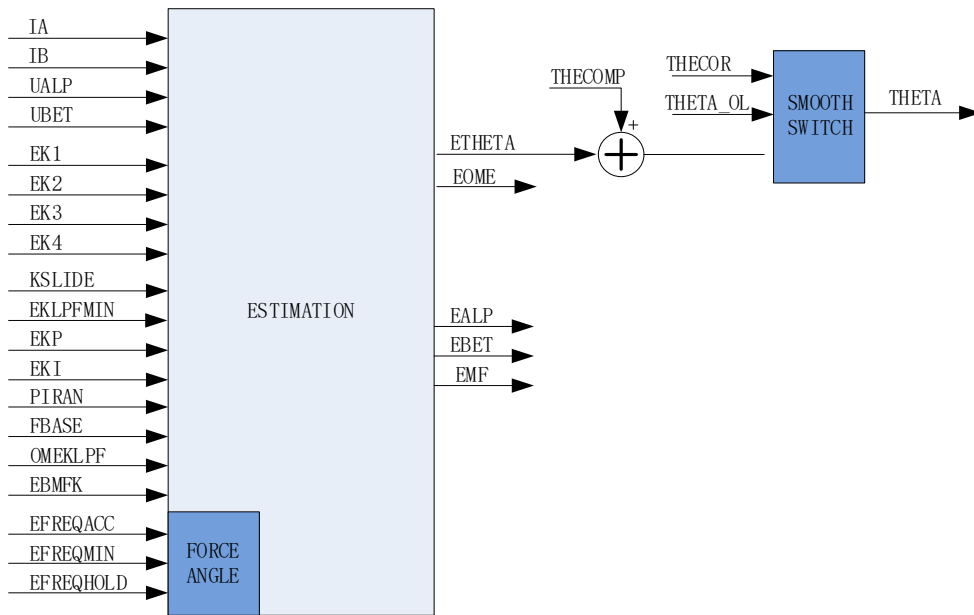 IA
IB
UALP
UBET
EK1
EK2
EK3
EK4
KSLIDE
EKLPFMIN
EKP
EKI
PIRAN
FBASE
OMEKLPF
EBMFK
EFREQACC
EFREQMIN
EFREQHOLD
FORCE
ANGLE
ESTIMATION
ETHETA
EOME
EALP
EBET
EMF
THECOMP
+
THECOR
THETA_OL
SMOOTH
SWITCH
THETA